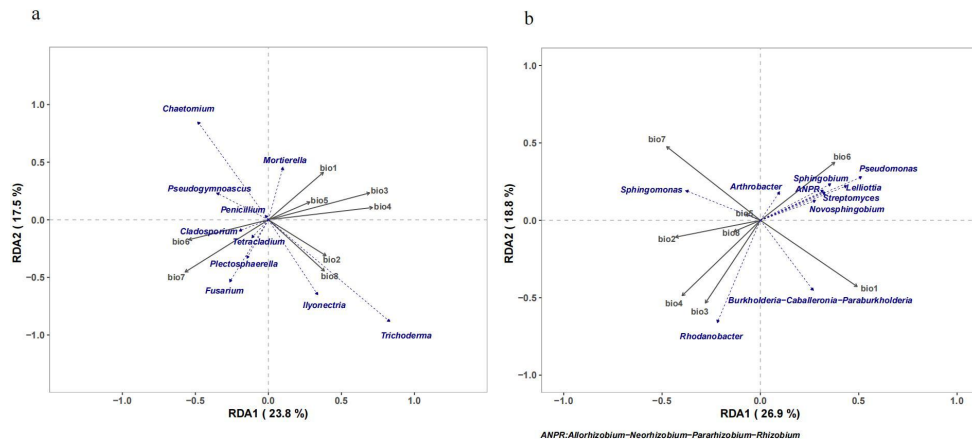 a
RDA2 ( 17.5 %)
1.0
0.5
0.0
−0.5
−1.0
Chaetomium
Mortierella
bio1
Pseudogymnoascus
bio3
bio5
bio4
Penicillium
Cladosporium
bio6
Tetracladium
bio2
Plectosphaerella
bio7
bio8
Fusarium
Ilyonectria
Trichoderma
−1.0
−0.5
0.0
0.5
1.0
RDA1 ( 23.8 %)
b
RDA2 ( 18.8 %)
1.0
0.5
0.0
−0.5
−1.0
bio7
bio6
Pseudomonas
Sphingobium
Arthrobacter
Sphingomonas
ANPR
Lelliottia
Streptomyces
Novosphingobium
bio5
bio2
bio8
bio1
bio4
bio3
Burkholderia−Caballeronia−Paraburkholderia
Rhodanobacter
−1.0
−0.5
0.0
0.5
1.0
RDA1 ( 26.9 %)
ANPR:Allorhizobium−Neorhizobium−Pararhizobium−Rhizobium